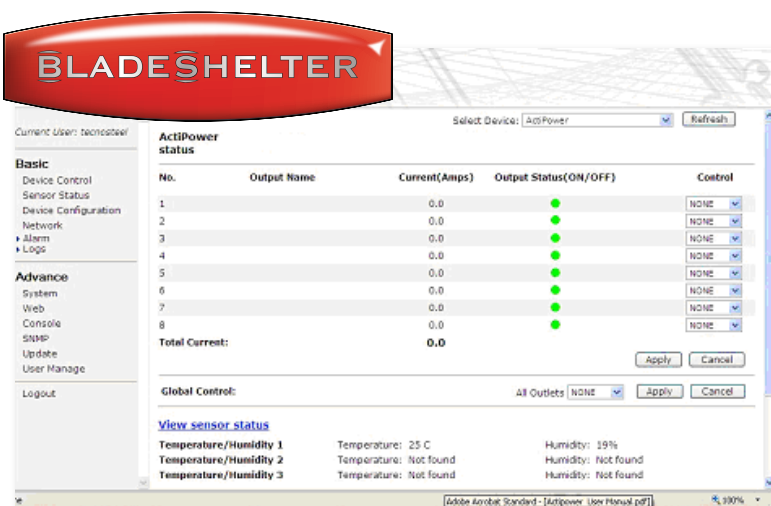 BLADESHELTER
Select Device: ActiPower Refresh
Current User: tecnosteel
ActiPower
status
Basic
Device Control
Sensor Status
Device Configuration
Network
Alarm
Logs
Advance
System
Web
Console
SNMP
Update
User Manage
Logout
No. Output Name Current(Amps) Output Status(ON/OFF) Control
1 0.0 NONE
2 0.0 NONE
3 0.0 NONE
4 0.0 NONE
5 0.0 NONE
6 0.0 NONE
7 0.0 NONE
8 0.0 NONE
Total Current: 0.0
Apply Cancel
Global Control: All Outlets NONE Apply Cancel
View sensor status
Temperature/Humidity 1 Temperature: 25 C Humidity: 19%
Temperature/Humidity 2 Temperature: Not found Humidity: Not found
Temperature/Humidity 3 Temperature: Not found Humidity: Not found
Adobe Acrobat Standard - [Actipower User Manual.pdf] 100%